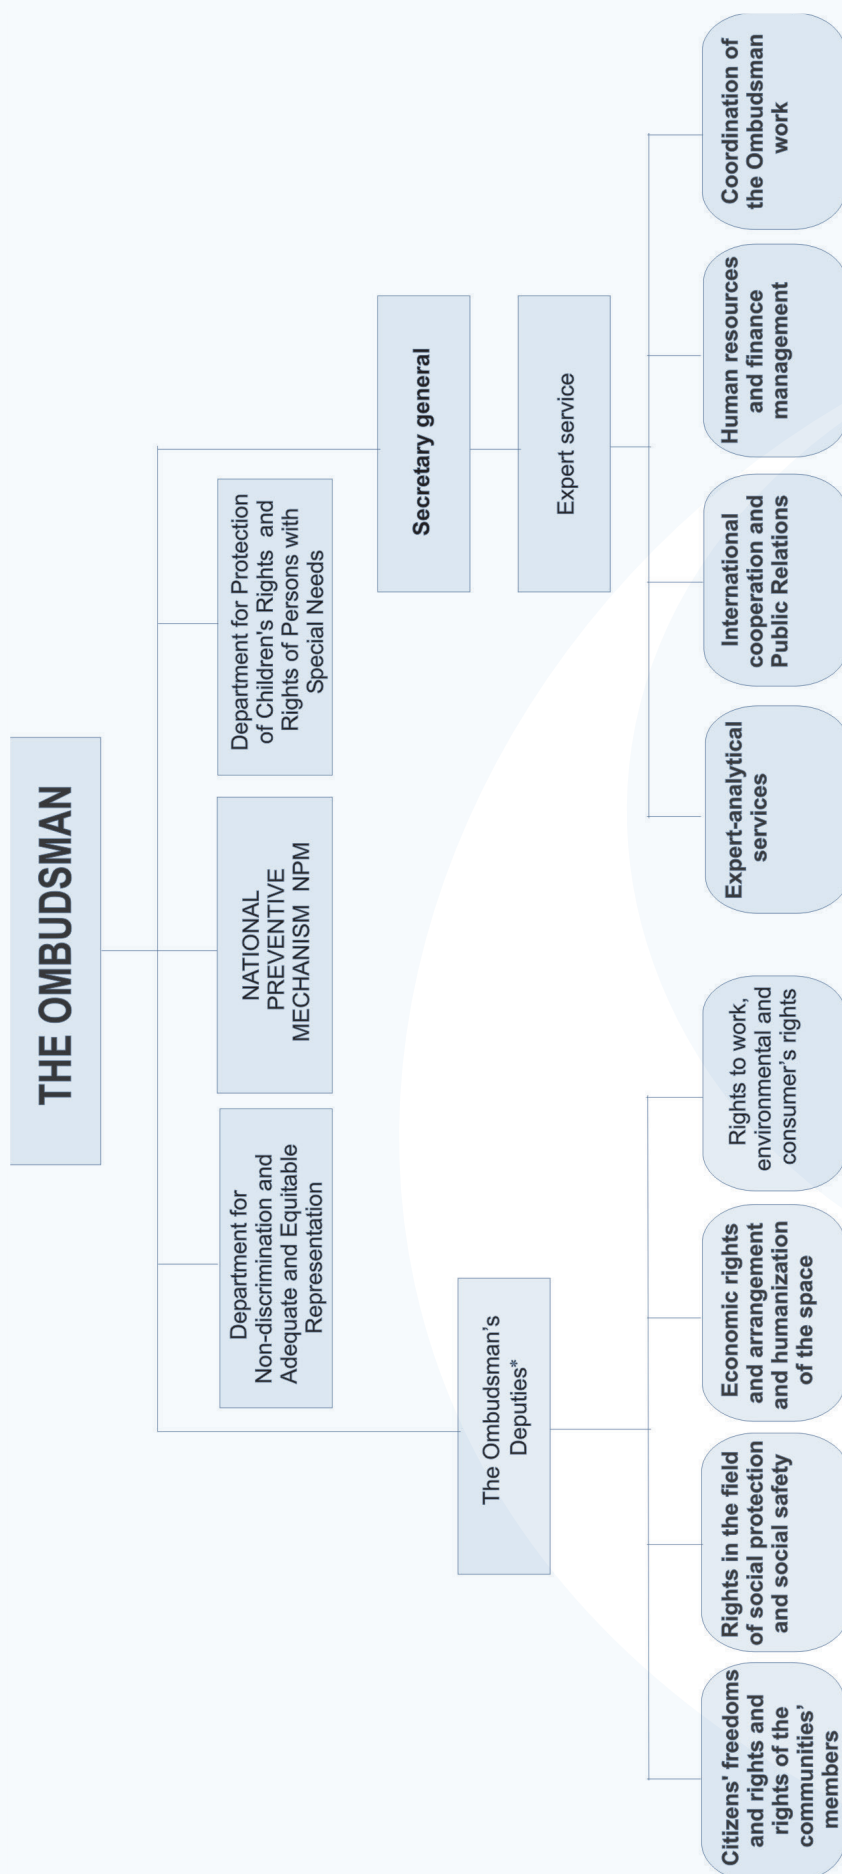 THE OMBUDSMAN
Department for
Non-discrimination and
Adequate and Equitable
Representation
NATIONAL
PREVENTIVE
MECHANISM NPM
Department for Protection
of Children's Rights and
Rights of Persons with
Special Needs
The Ombudsman’s
Deputies*
Secretary general
Expert service
Citizens' freedoms
and rights and
rights of the
communities’
members
Rights in the field
of social protection
and social safety
Economic rights
and arrangement
and humanization
of the space
Rights to work,
environmental and
consumer’s rights
Expert-analytical
services
International
cooperation and
Public Relations
Human resources
and finance
management
Coordination of
the Ombudsman
work